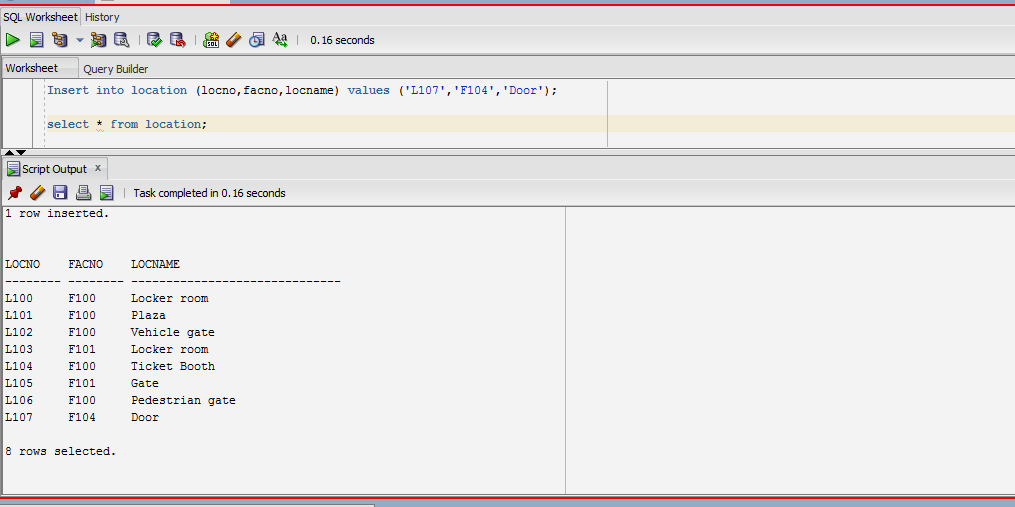 SQL Worksheet History
0.16 seconds
Worksheet Query Builder
Insert into location (locno,facno,locname) values ('L107','F104','Door');
select * from location;
Script Output x
Task completed in 0.16 seconds
1 row inserted.
LOCNO FACNO LOCNAME
-------- -------- ------------------------------
L100 F100 Locker room
L101 F100 Plaza
L102 F100 Vehicle gate
L103 F101 Locker room
L104 F100 Ticket Booth
L105 F101 Gate
L106 F100 Pedestrian gate
L107 F104 Door
8 rows selected.